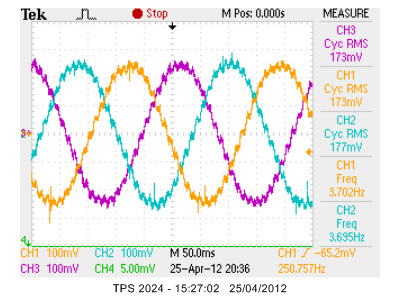 Tek Stop M Pos: 0.000s MEASURE
CH3
Cyc RMS
173mV
CH1
Cyc RMS
173mV
CH2
Cyc RMS
177mV
CH1
Freq
3.702Hz
CH2
Freq
3.695Hz
CH1 100mV CH2 100mV M 50.0ms CH1 / -65.2mV
CH3 100mV CH4 5.00mV 25-Apr-12 20:36 250.757Hz
TPS 2024 - 15:27:02 25/04/2012